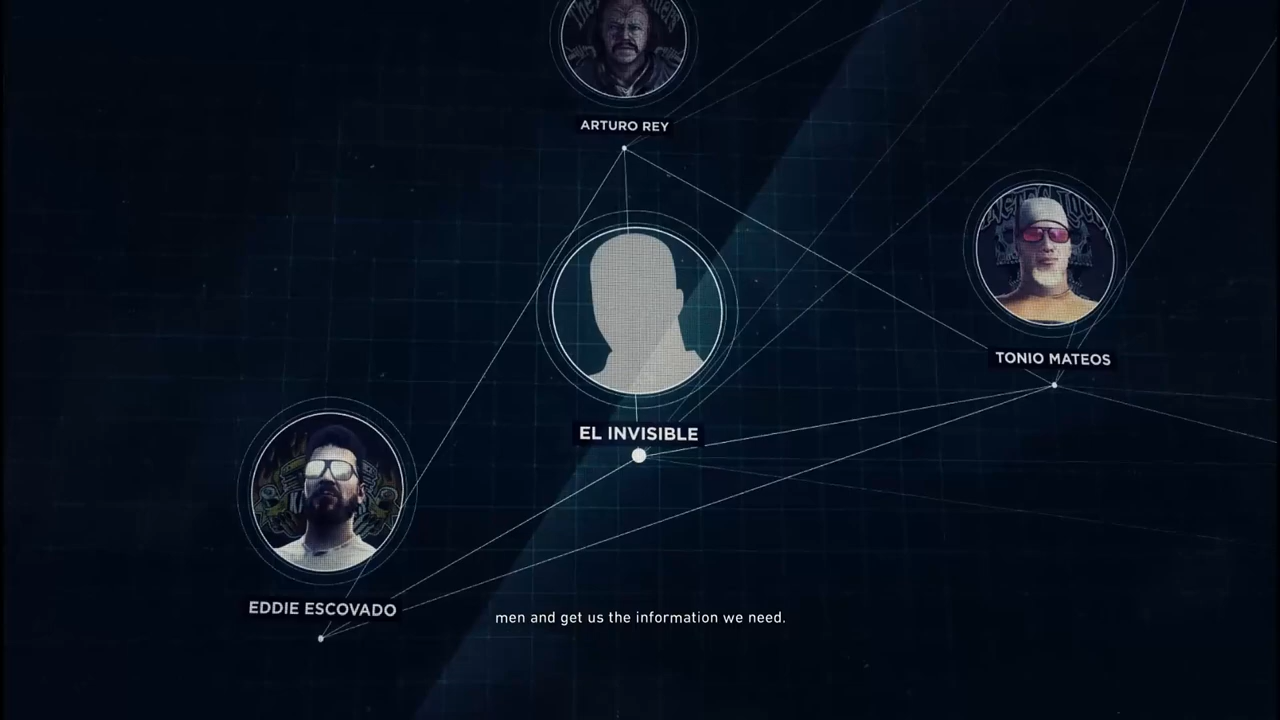 ARTURO REY
TONIO MATEOS
EL INVISIBLE
EDDIE ESCOVADO
men and get us the information we need.